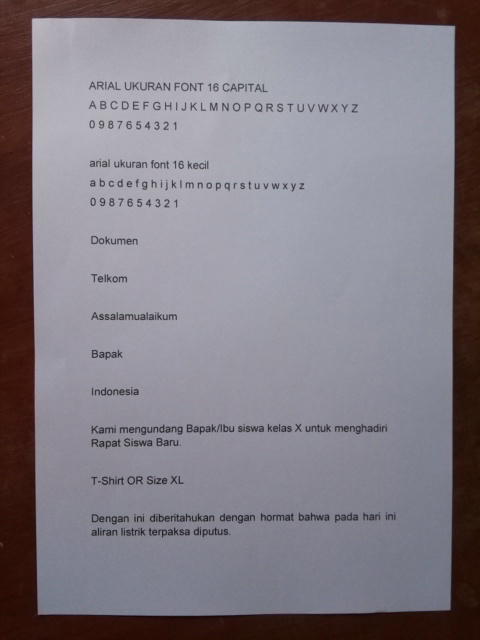 ARIAL UKURAN FONT 16 CAPITAL
A B C D E F G H I J K L M N O P Q R S T U V W X Y Z
0 9 8 7 6 5 4 3 2 1
arial ukuran font 16 kecil
a b c d e f g h i j k l m n o p q r s t u v w x y z
0 9 8 7 6 5 4 3 2 1
Dokumen
Telkom
Assalamualaikum
Bapak
Indonesia
Kami mengundang Bapak/Ibu siswa kelas X untuk menghadiri
Rapat Siswa Baru.
T-Shirt OR Size XL
Dengan ini diberitahukan dengan hormat bahwa pada hari ini
aliran listrik terpaksa diputus.